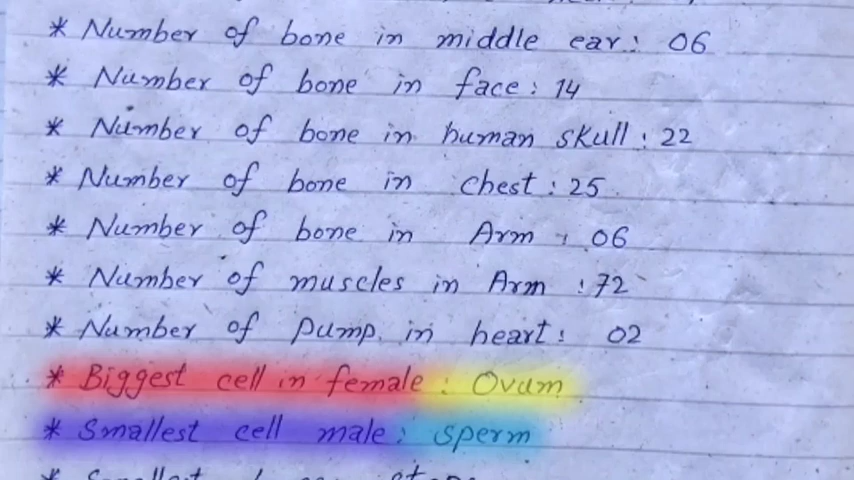 * Number of bone in middle ear: 06
* Number of bone in face: 14
* Number of bone in human skull: 22
* Number of bone in chest: 25
* Number of bone in Arm : 06
* Number of muscles in Arm : 72
* Number of pump in heart: 02
* Biggest cell in female: Ovum
* Smallest cell male: sperm
* Smallest